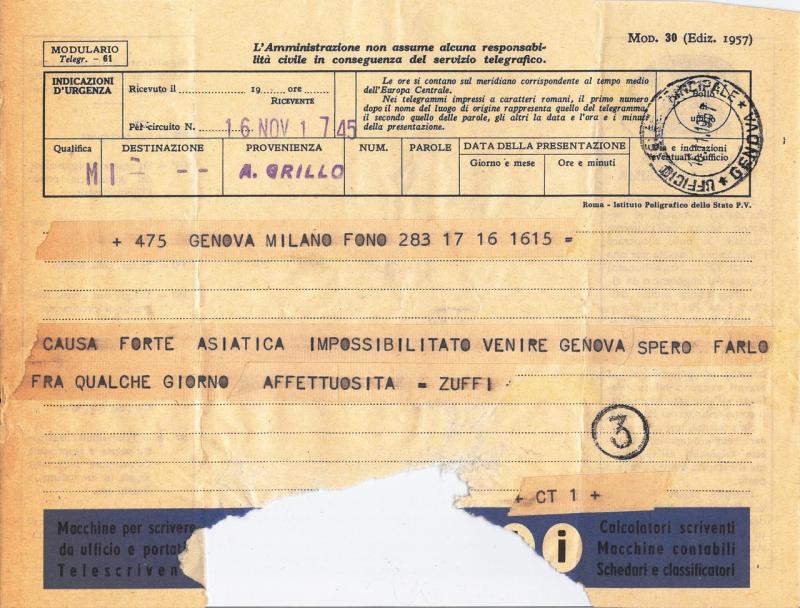 MODULARIO
Telegr. - 61
L'Amministrazione non assume alcuna responsabi-
lità civile in conseguenza del servizio telegrafico.
MOD. 30 (Ediz. 1957)
INDICAZIONI
D'URGENZA
Ricevuto il 19 ore
RICEVENTE
Per circuito N. 16 NOV 1 7 45
Le ore si contano sul meridiano corrispondente al tempo medio
dell'Europa Centrale.
Nei telegrammi impressi a caratteri romani, il primo numero
dopo il nome del luogo di origine rappresenta quello del telegramma,
il secondo quello delle parole, gli altri la data e l'ora e i minuti
della presentazione.
Bollo
di
ufficio
e indicazioni
eventuali d'ufficio
PRINCIPALE * GENOVA * UFFICIO
Qualifica
DESTINAZIONE
PROVENIENZA
NUM.
PAROLE
DATA DELLA PRESENTAZIONE
Giorno e mese
Ore e minuti
MI -- A. GRILLO
Roma - Istituto Poligrafico dello Stato P.V.
+ 475 GENOVA MILANO FONO 283 17 16 1615 =
CAUSA FORTE ASIATICA IMPOSSIBILITATO VENIRE GENOVA SPERO FARLO
FRA QUALCHE GIORNO AFFETTUOSITA = ZUFFI
3
+ CT 1 +
Macchine per scrivere
da ufficio e portat
Telescriven
i
Calcolatori scriventi
Macchine contabili
Schedari e classificatori